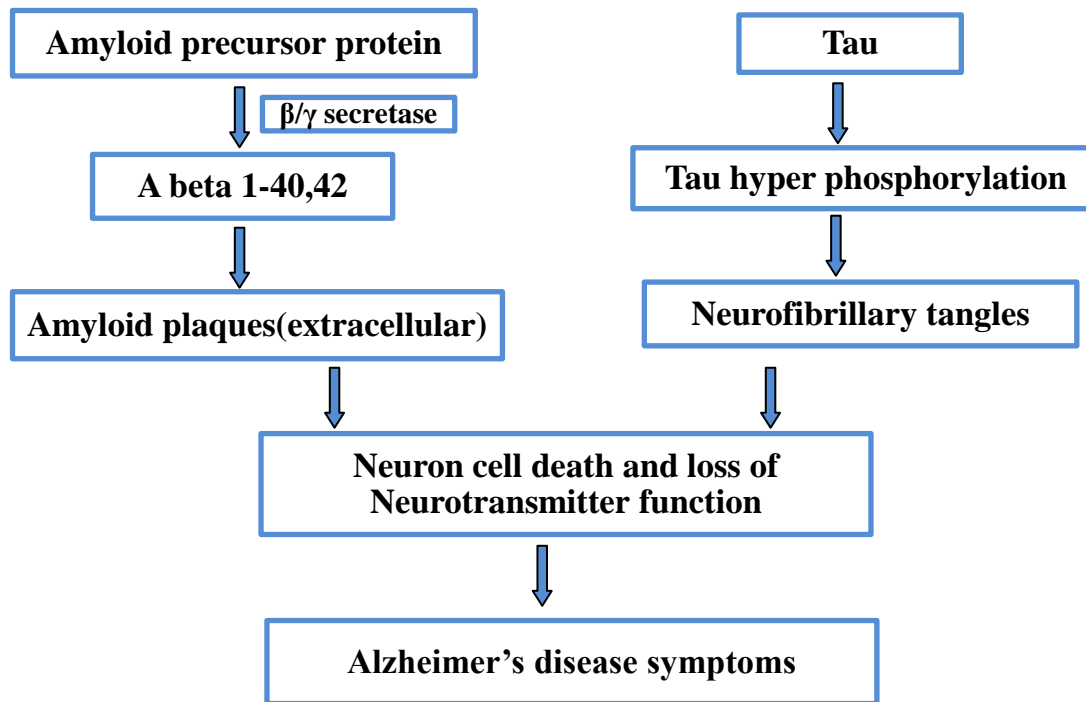 Amyloid precursor protein
Tau
β/γ secretase
A beta 1-40,42
Tau hyper phosphorylation
Amyloid plaques(extracellular)
Neurofibrillary tangles
Neuron cell death and loss of
Neurotransmitter function
Alzheimer’s disease symptoms